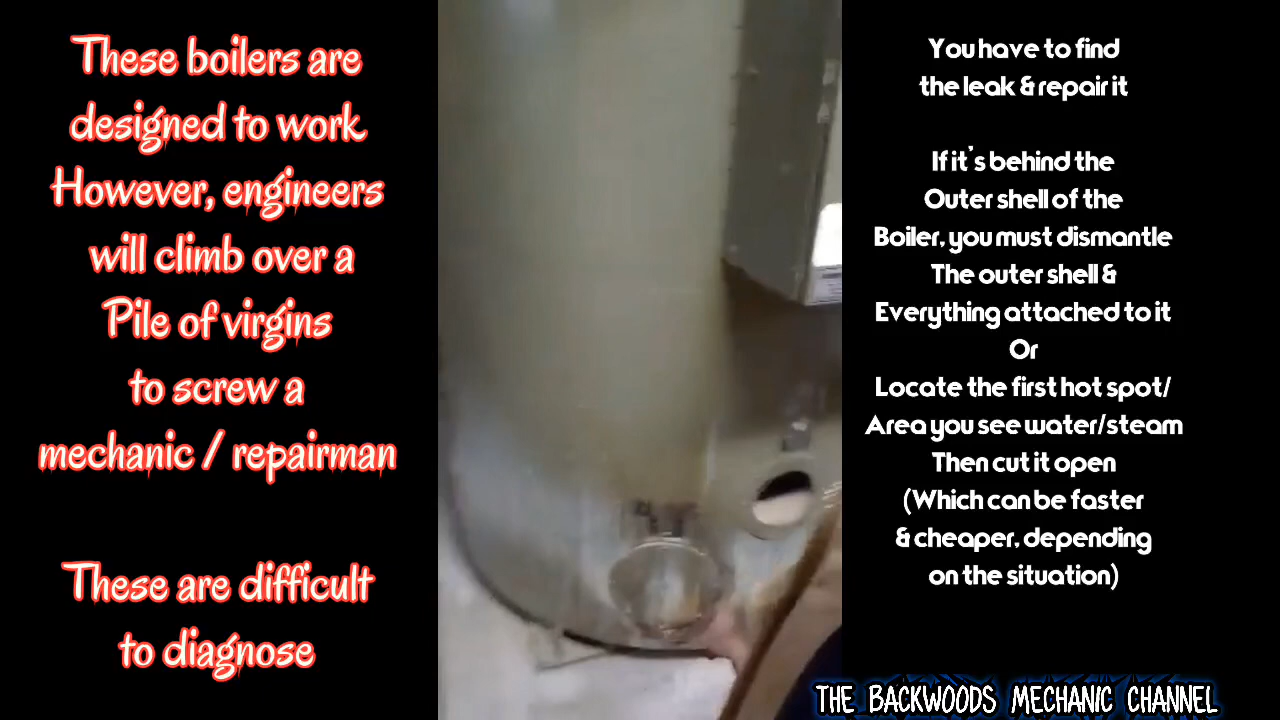 These boilers are
designed to work
However, engineers
will climb over a
Pile of virgins
to screw a
mechanic / repairman
These are difficult
to diagnose
You have to find
the leak & repair it
If it's behind the
Outer shell of the
Boiler, you must dismantle
The outer shell &
Everything attached to it
Or
Locate the first hot spot/
Area you see water/steam
Then cut it open
(Which can be faster
& cheaper, depending
on the situation)
THE BACKWOODS MECHANIC CHANNEL